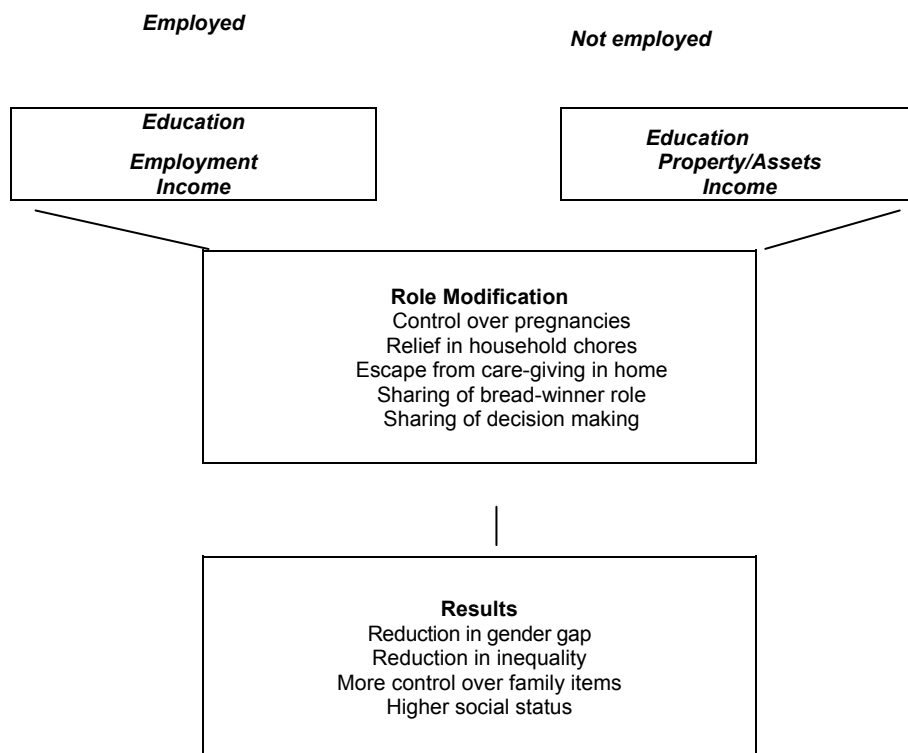 Employed
Not employed
Education
Employment
Income
Education
Property/Assets
Income
Role Modification
Control over pregnancies
Relief in household chores
Escape from care-giving in home
Sharing of bread-winner role
Sharing of decision making
Results
Reduction in gender gap
Reduction in inequality
More control over family items
Higher social status